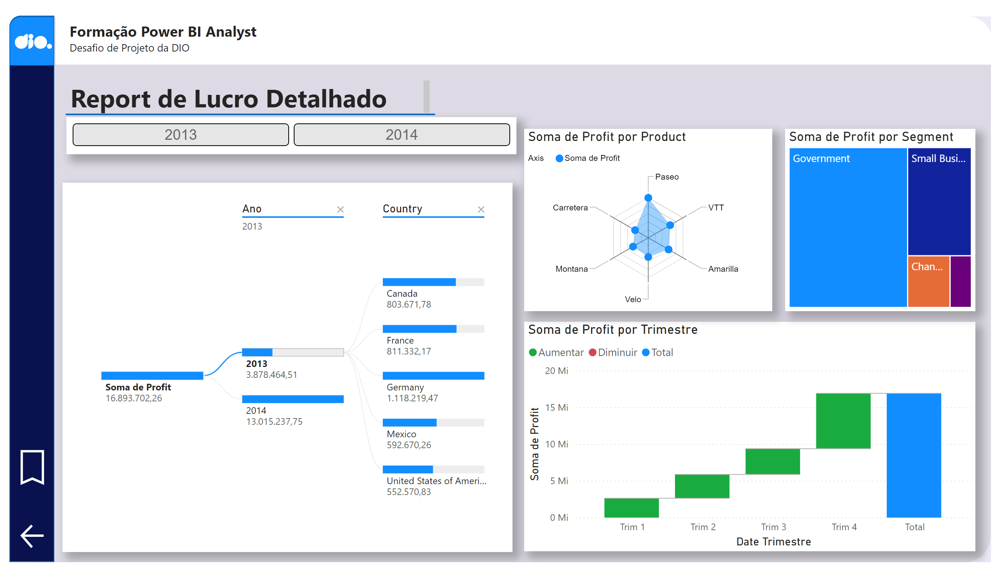 dio.
Formação Power BI Analyst
Desafio de Projeto da DIO
Report de Lucro Detalhado
2013
2014
Ano
2013
Country
Canada
803.671,78
France
811.332,17
2013
3.878.464,51
Soma de Profit
16.893.702,26
Germany
1.118.219,47
2014
13.015.237,75
Mexico
592.670,26
United States of Ameri...
552.570,83
Soma de Profit por Product
Axis
Soma de Profit
Paseo
Carretera
VTT
Montana
Amarilla
Velo
Soma de Profit por Segment
Government
Small Busi...
Chan...
Soma de Profit por Trimestre
Aumentar
Diminuir
Total
20 Mi
15 Mi
10 Mi
5 Mi
0 Mi
Soma de Profit
Trim 1
Trim 2
Trim 3
Trim 4
Total
Date Trimestre